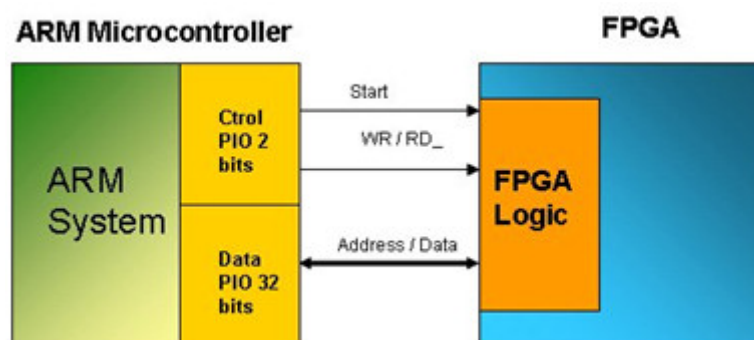 ARM Microcontroller
FPGA
ARM
System
Ctrol
PIO 2
bits
Data
PIO 32
bits
Start
WR / RD_
Address / Data
FPGA
Logic